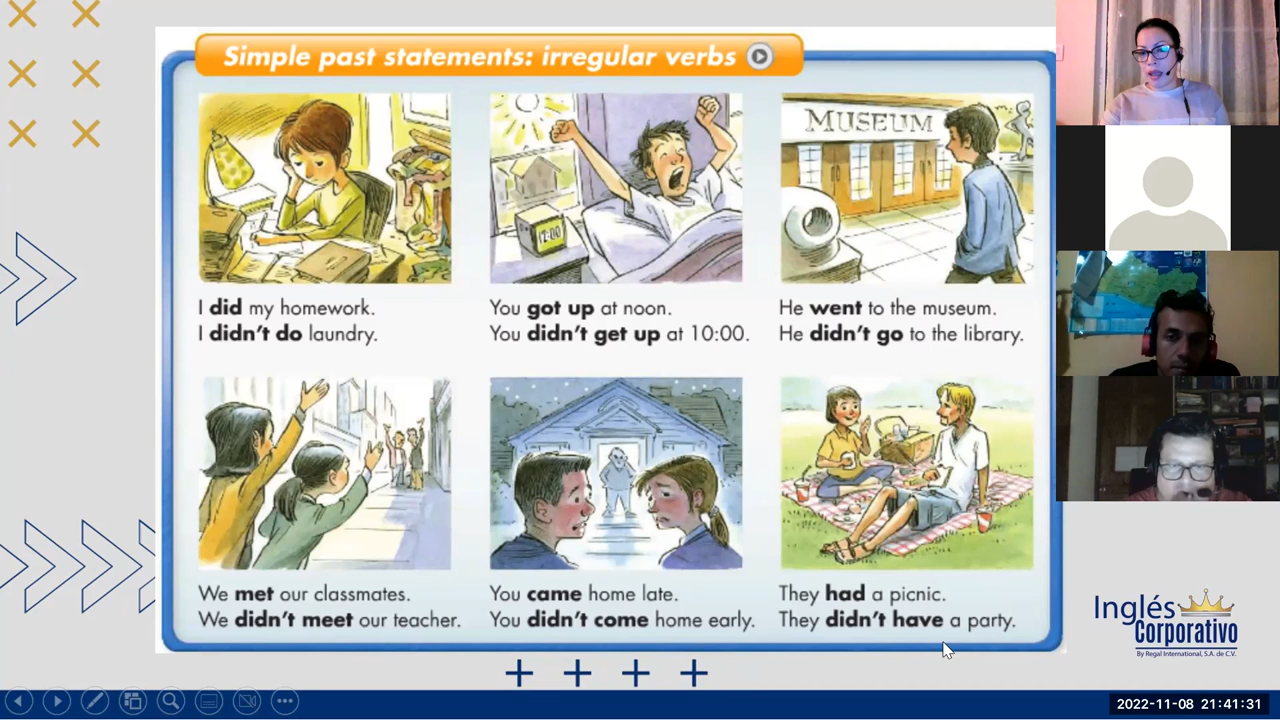 Simple past statements: irregular verbs
MUSEUM
12:00
I did my homework.
I didn't do laundry.
You got up at noon.
You didn't get up at 10:00.
He went to the museum.
He didn't go to the library.
We met our classmates.
We didn't meet our teacher.
You came home late.
You didn't come home early.
They had a picnic.
They didn't have a party.
Inglés
Corporativo
By Regal International, S.A. de C.V.
2022-11-08 21:41:31